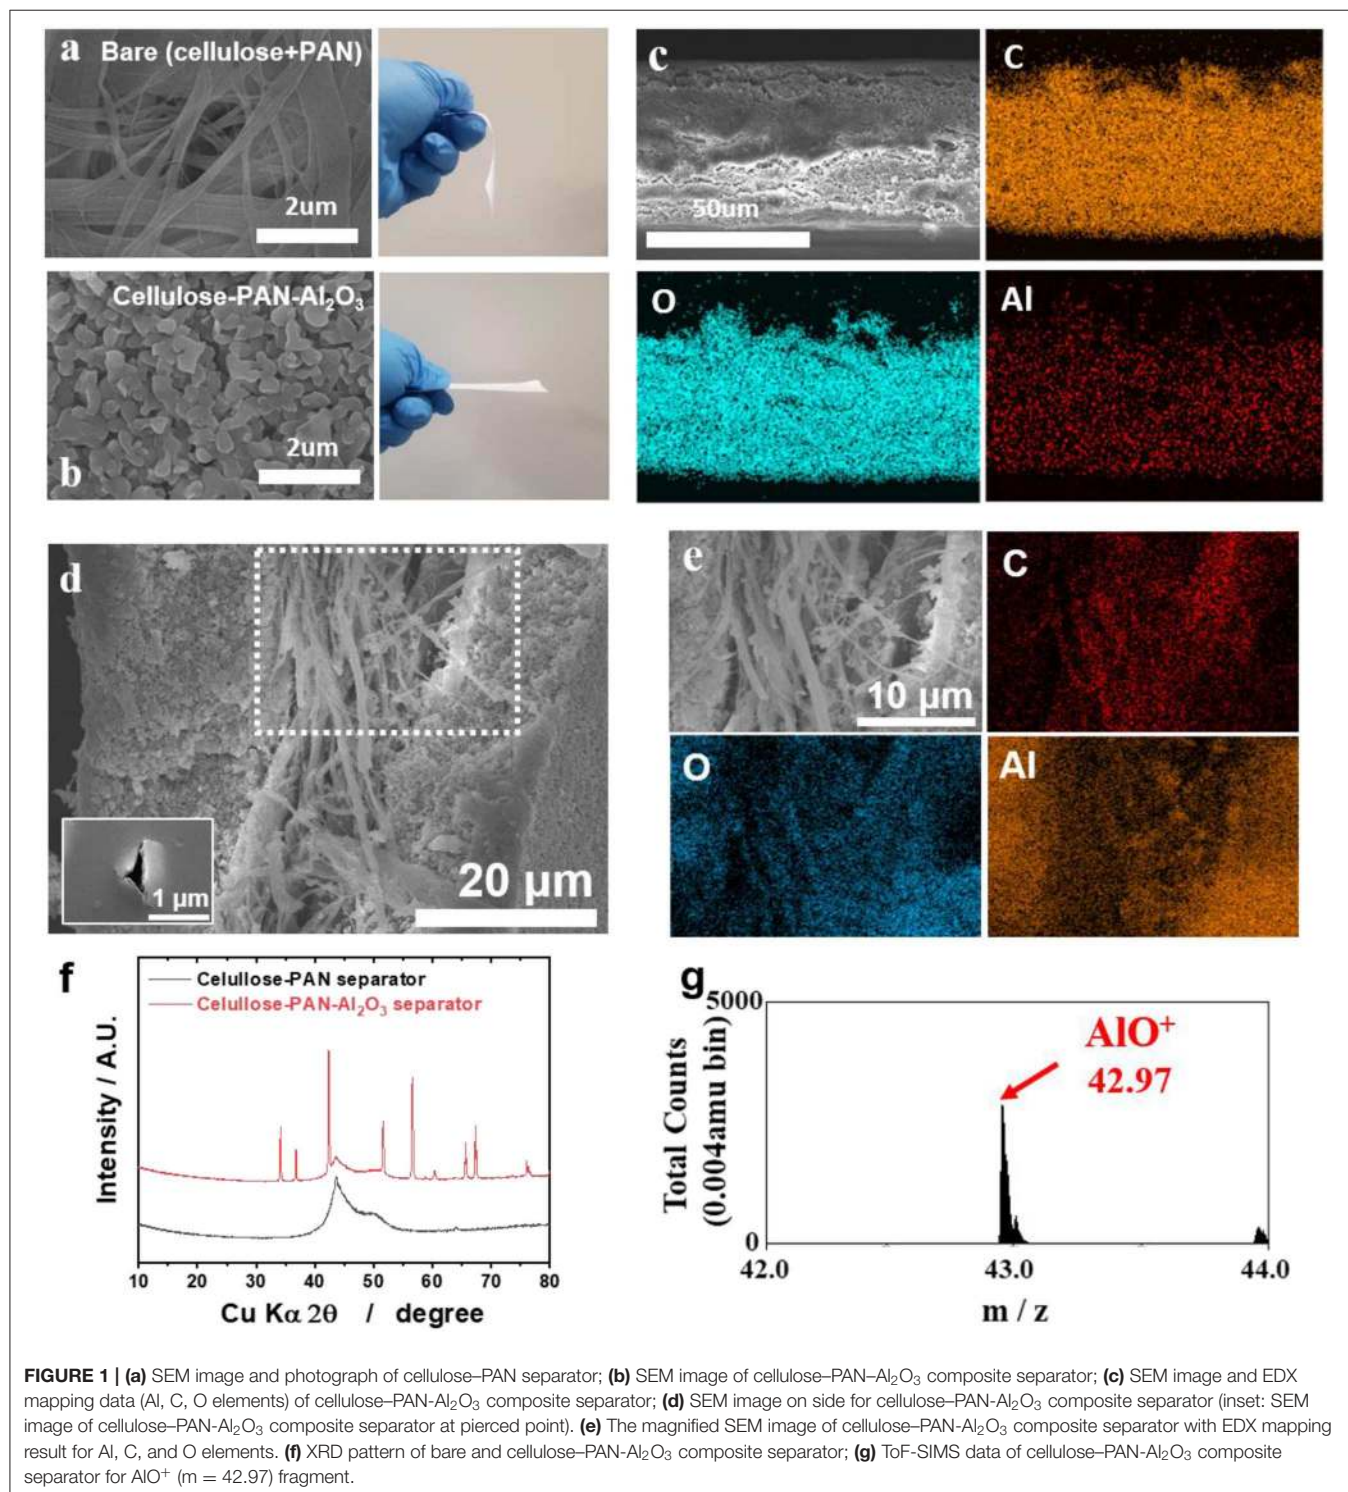 a Bare (cellulose+PAN)
2um
c
50um
C
Cellulose-PAN-Al₂O₃
b
2um
O
Al
d
1 µm
20 µm
e
10 µm
C
O
Al
f
Celullose-PAN separator
Celullose-PAN-Al₂O₃ separator
Intensity / A.U.
10 20 30 40 50 60 70 80
Cu Kα 2θ / degree
g
5000
AlO⁺
42.97
Total Counts
(0.004amu bin)
0
42.0 43.0 44.0
m / z
FIGURE 1 | (a) SEM image and photograph of cellulose–PAN separator; (b) SEM image of cellulose–PAN–Al₂O₃ composite separator; (c) SEM image and EDX
mapping data (Al, C, O elements) of cellulose–PAN-Al₂O₃ composite separator; (d) SEM image on side for cellulose–PAN-Al₂O₃ composite separator (inset: SEM
image of cellulose–PAN-Al₂O₃ composite separator at pierced point). (e) The magnified SEM image of cellulose–PAN-Al₂O₃ composite separator with EDX mapping
result for Al, C, and O elements. (f) XRD pattern of bare and cellulose–PAN-Al₂O₃ composite separator; (g) ToF-SIMS data of cellulose–PAN-Al₂O₃ composite
separator for AlO⁺ (m = 42.97) fragment.